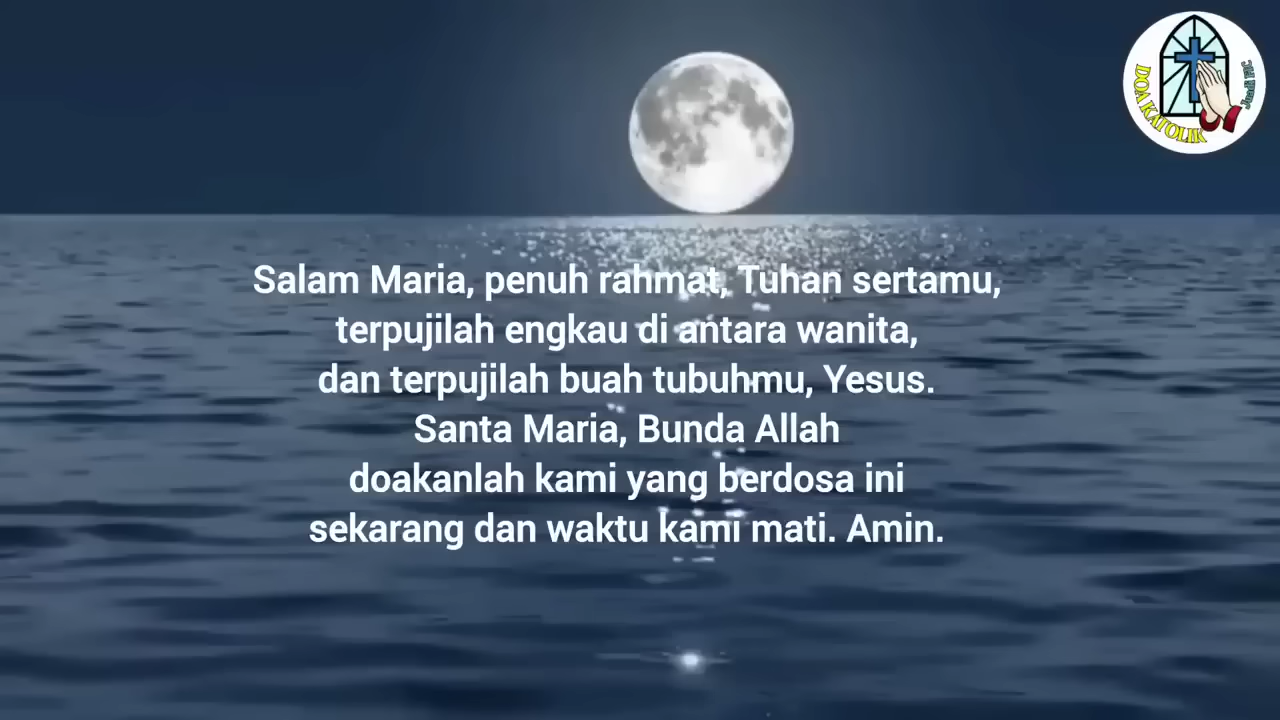 Salam Maria, penuh rahmat, Tuhan sertamu,
terpujilah engkau di antara wanita,
dan terpujilah buah tubuhmu, Yesus.
Santa Maria, Bunda Allah
doakanlah kami yang berdosa ini
sekarang dan waktu kami mati. Amin.
DOA KATOLIK